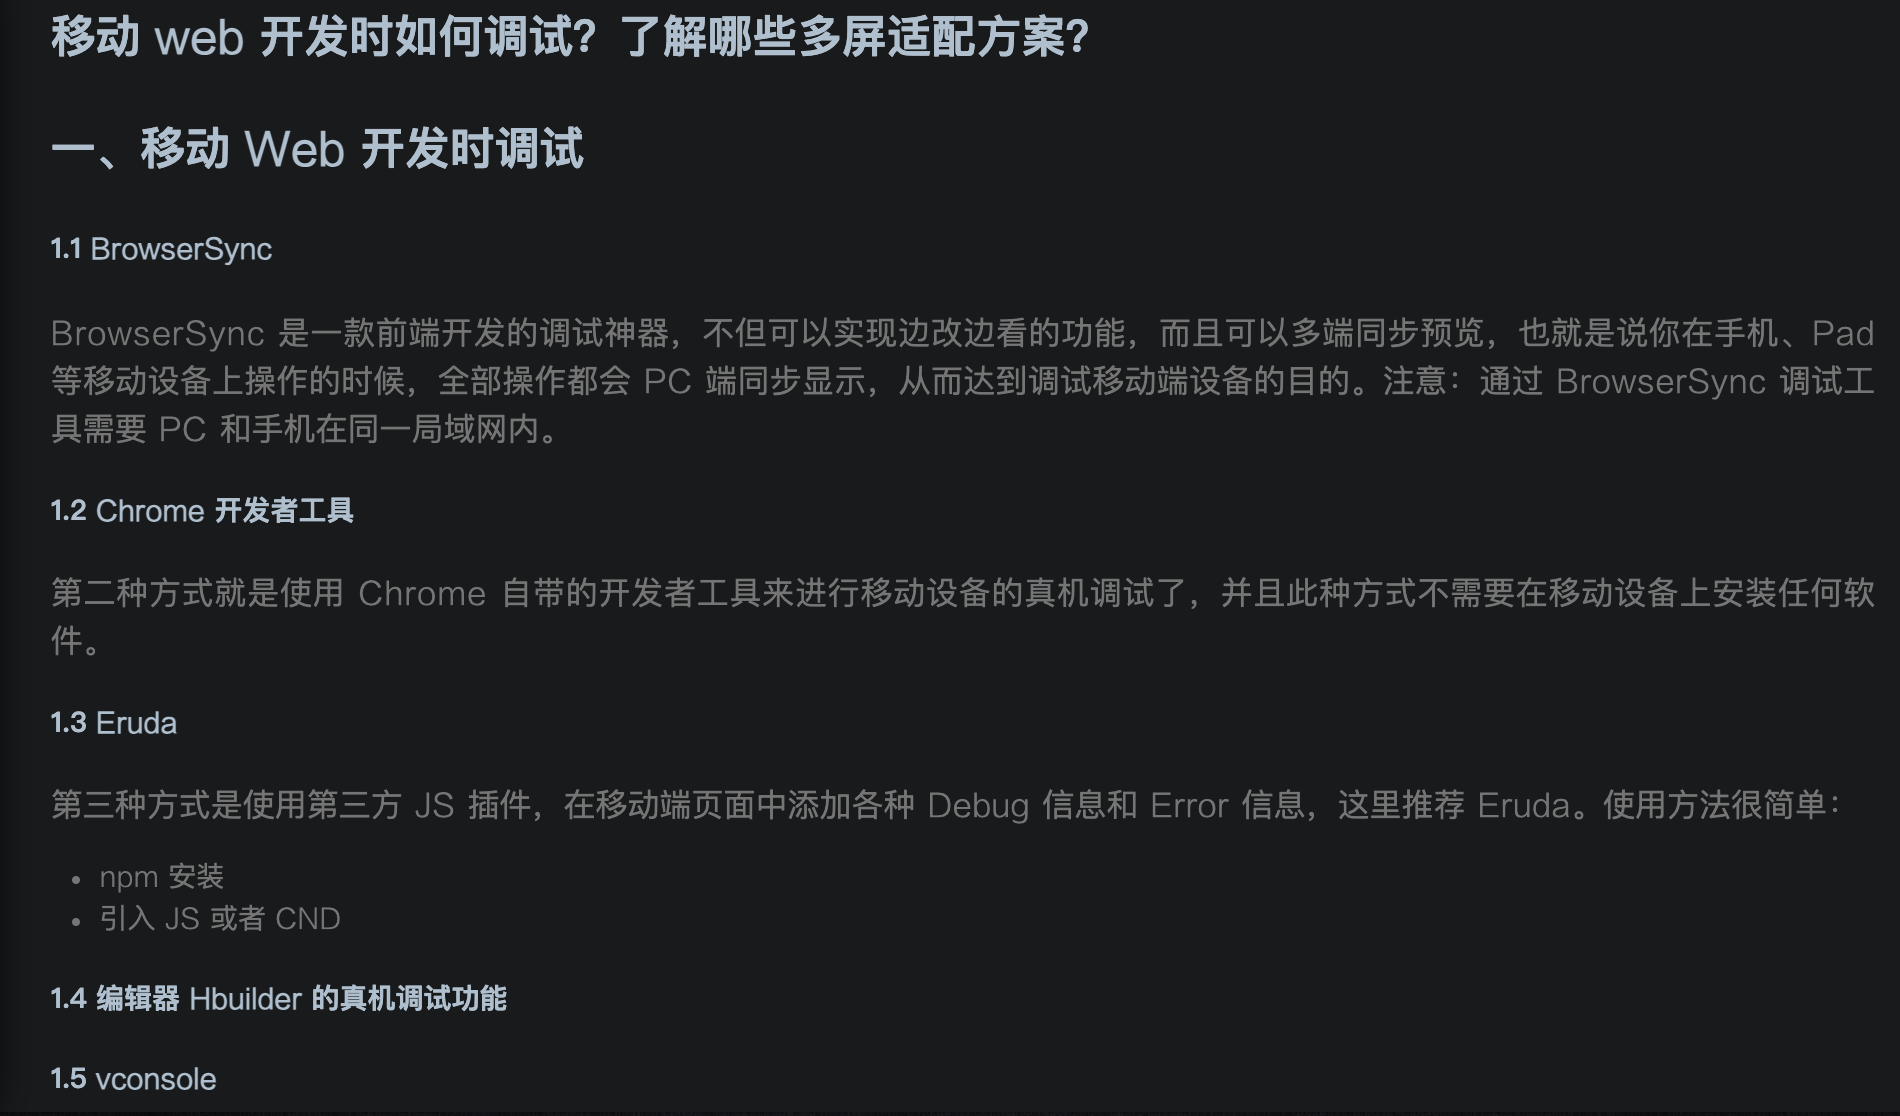 移动 web 开发时如何调试？了解哪些多屏适配方案？
一、移动 Web 开发时调试
1.1 BrowserSync
BrowserSync 是一款前端开发的调试神器，不但可以实现边改边看的功能，而且可以多端同步预览，也就是说你在手机、Pad
等移动设备上操作的时候，全部操作都会 PC 端同步显示，从而达到调试移动端设备的目的。注意：通过 BrowserSync 调试工
具需要 PC 和手机在同一局域网内。
1.2 Chrome 开发者工具
第二种方式就是使用 Chrome 自带的开发者工具来进行移动设备的真机调试了，并且此种方式不需要在移动设备上安装任何软
件。
1.3 Eruda
第三种方式是使用第三方 JS 插件，在移动端页面中添加各种 Debug 信息和 Error 信息，这里推荐 Eruda。使用方法很简单：
• npm 安装
• 引入 JS 或者 CND
1.4 编辑器 Hbuilder 的真机调试功能
1.5 vconsole